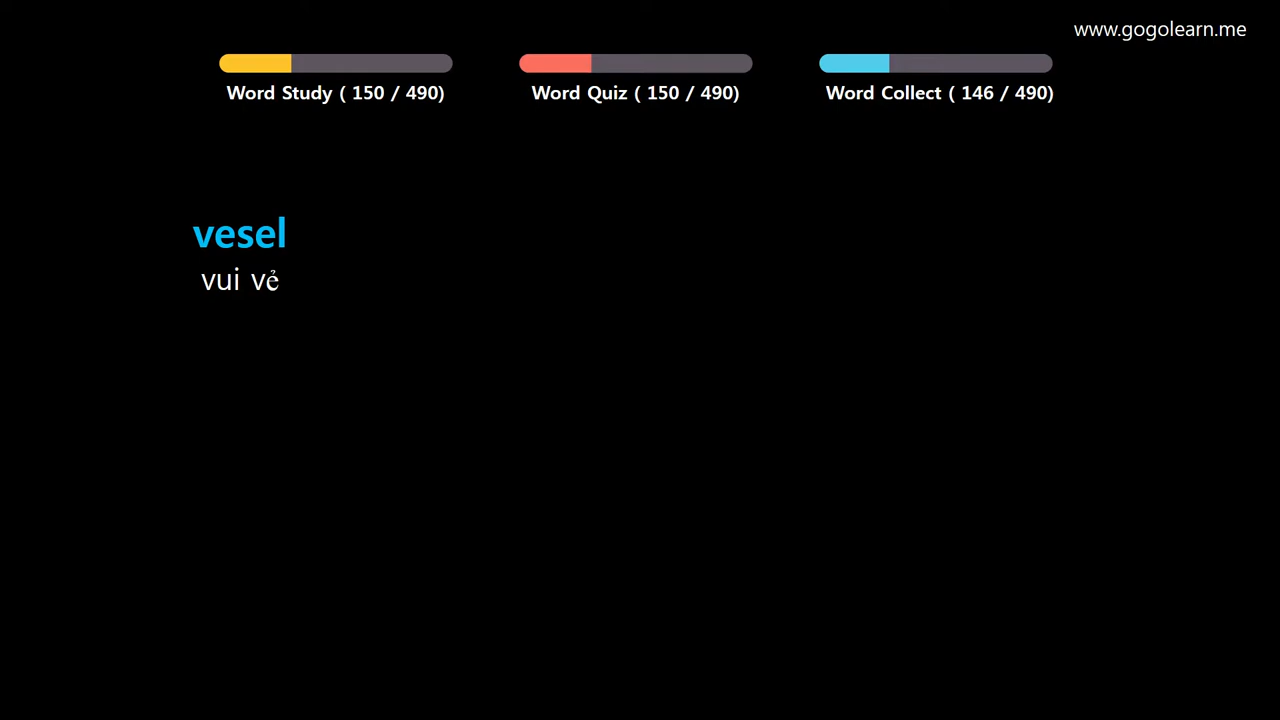 www.gogolearn.me
Word Study ( 150 / 490)
Word Quiz ( 150 / 490)
Word Collect ( 146 / 490)
vesel
vui vẻ